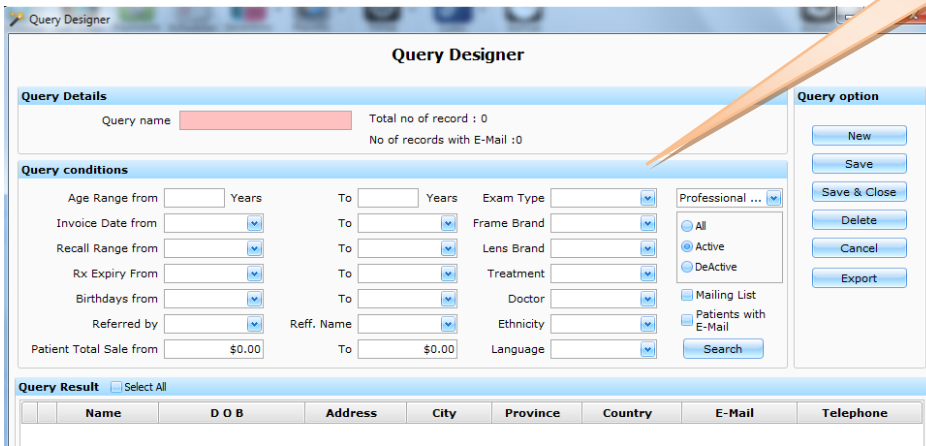 Query Designer
Query Designer
Query Details
Query option
Query name
Total no of record : 0
No of records with E-Mail :0
New
Save
Save & Close
Delete
Cancel
Export
Query conditions
Age Range from Years To Years Exam Type Professional ...
Invoice Date from To Frame Brand All
Recall Range from To Lens Brand Active
Rx Expiry From To Treatment DeActive
Birthdays from To Doctor Mailing List
Referred by Reff. Name Ethnicity Patients with E-Mail
Patient Total Sale from $0.00 To $0.00 Language Search
Query Result Select All
Name D O B Address City Province Country E-Mail Telephone